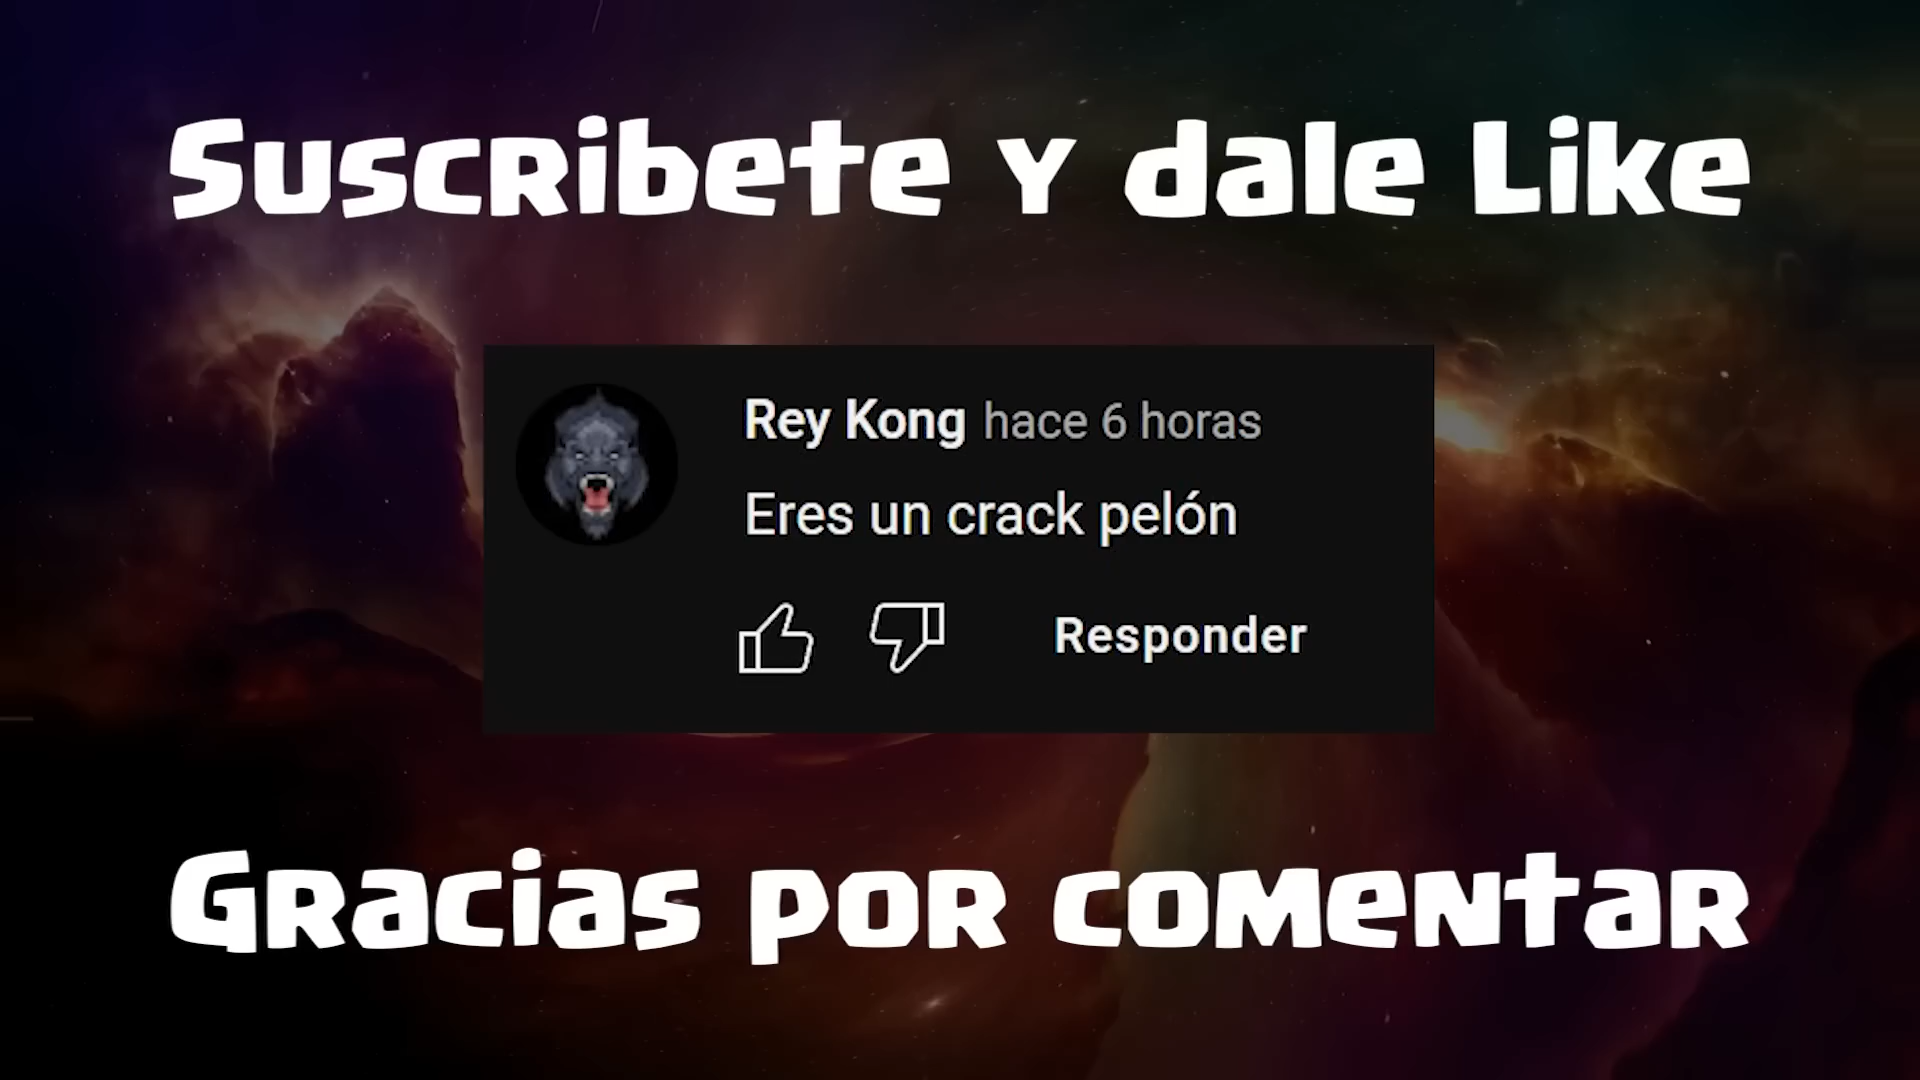 Suscribete y dale Like
Rey Kong hace 6 horas
Eres un crack pelón
Responder
Gracias por comentar